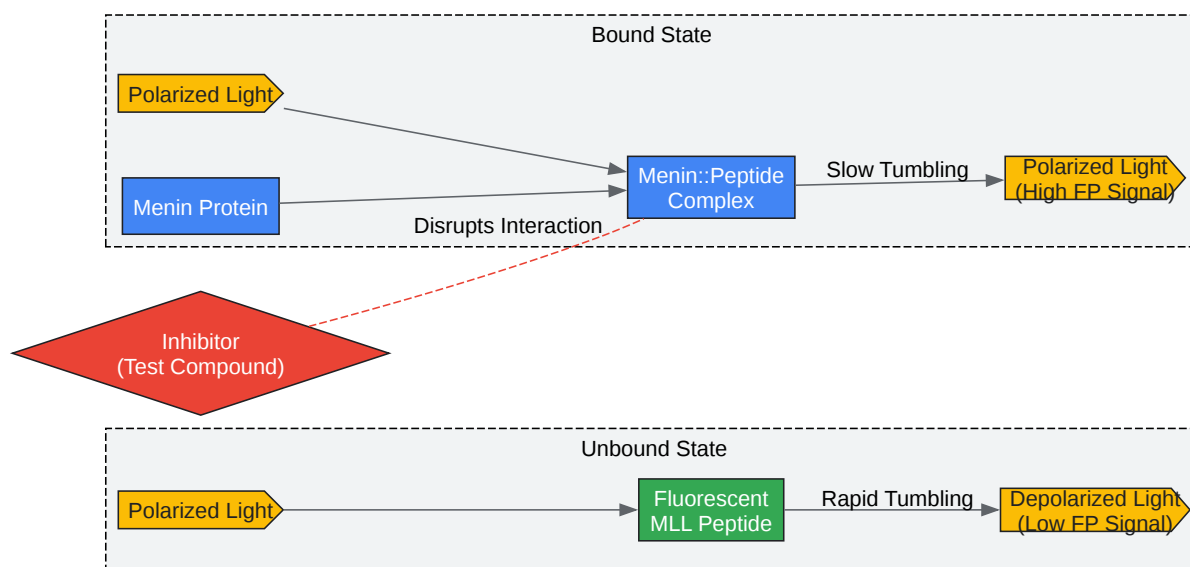 Bound State
Polarized Light
Menin Protein
Menin::Peptide
Complex
Slow Tumbling
Polarized Light
(High FP Signal)
Disrupts Interaction
Inhibitor
(Test Compound)
Unbound State
Polarized Light
Fluorescent
MLL Peptide
Rapid Tumbling
Depolarized Light
(Low FP Signal)